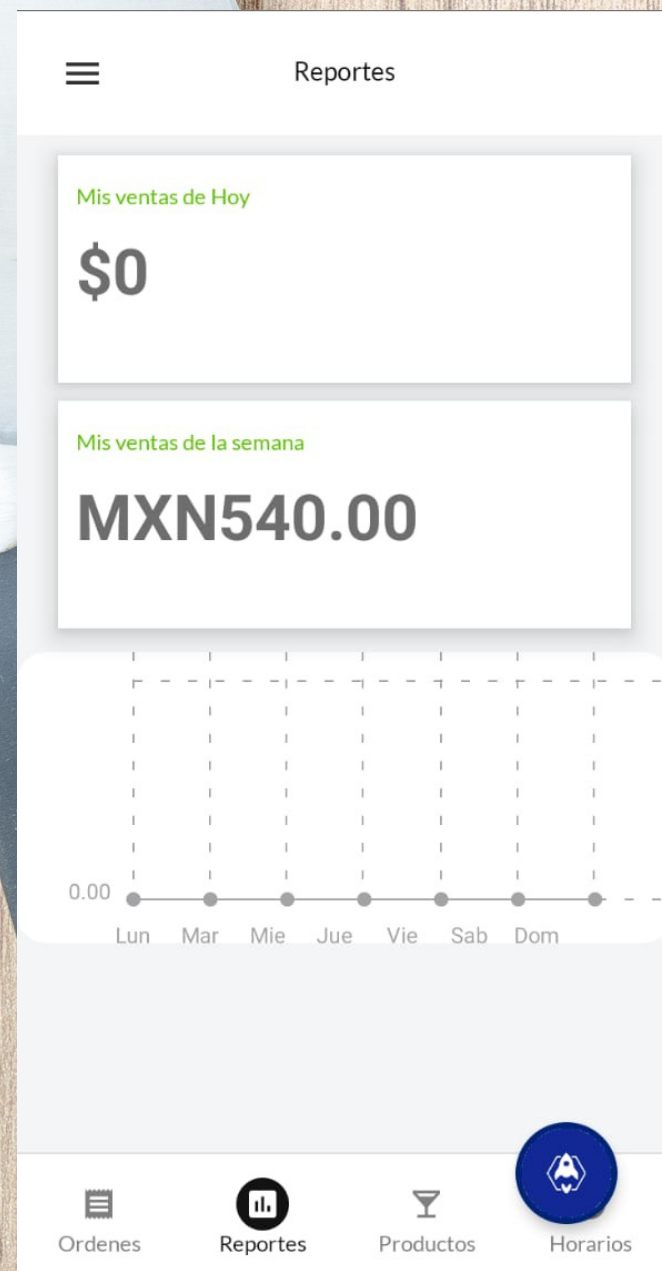 Reportes
Mis ventas de Hoy
$0
Mis ventas de la semana
MXN540.00
0.00
Lun Mar Mie Jue Vie Sab Dom
Ordenes Reportes Productos Horarios